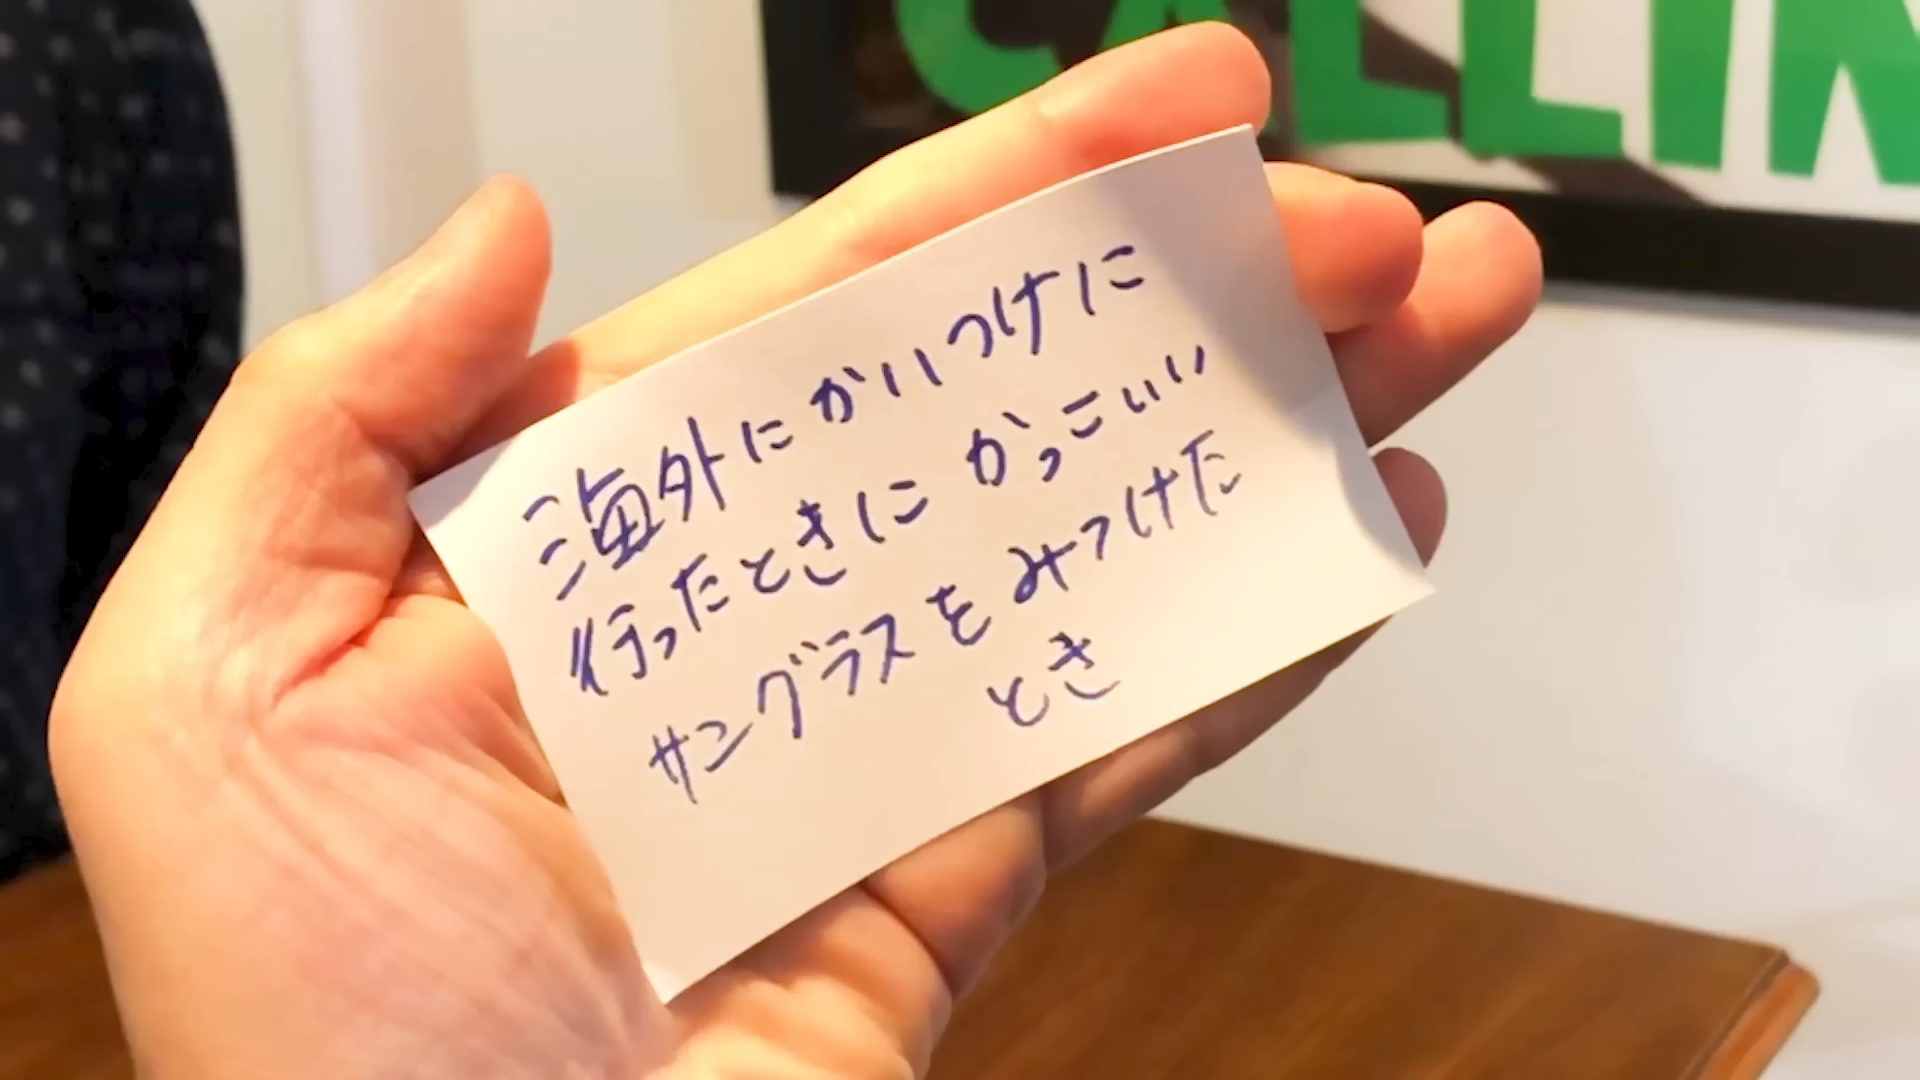 CALLIN
海外にかいつけに
行ったときにかっこいい
サングラスをみつけた
とき